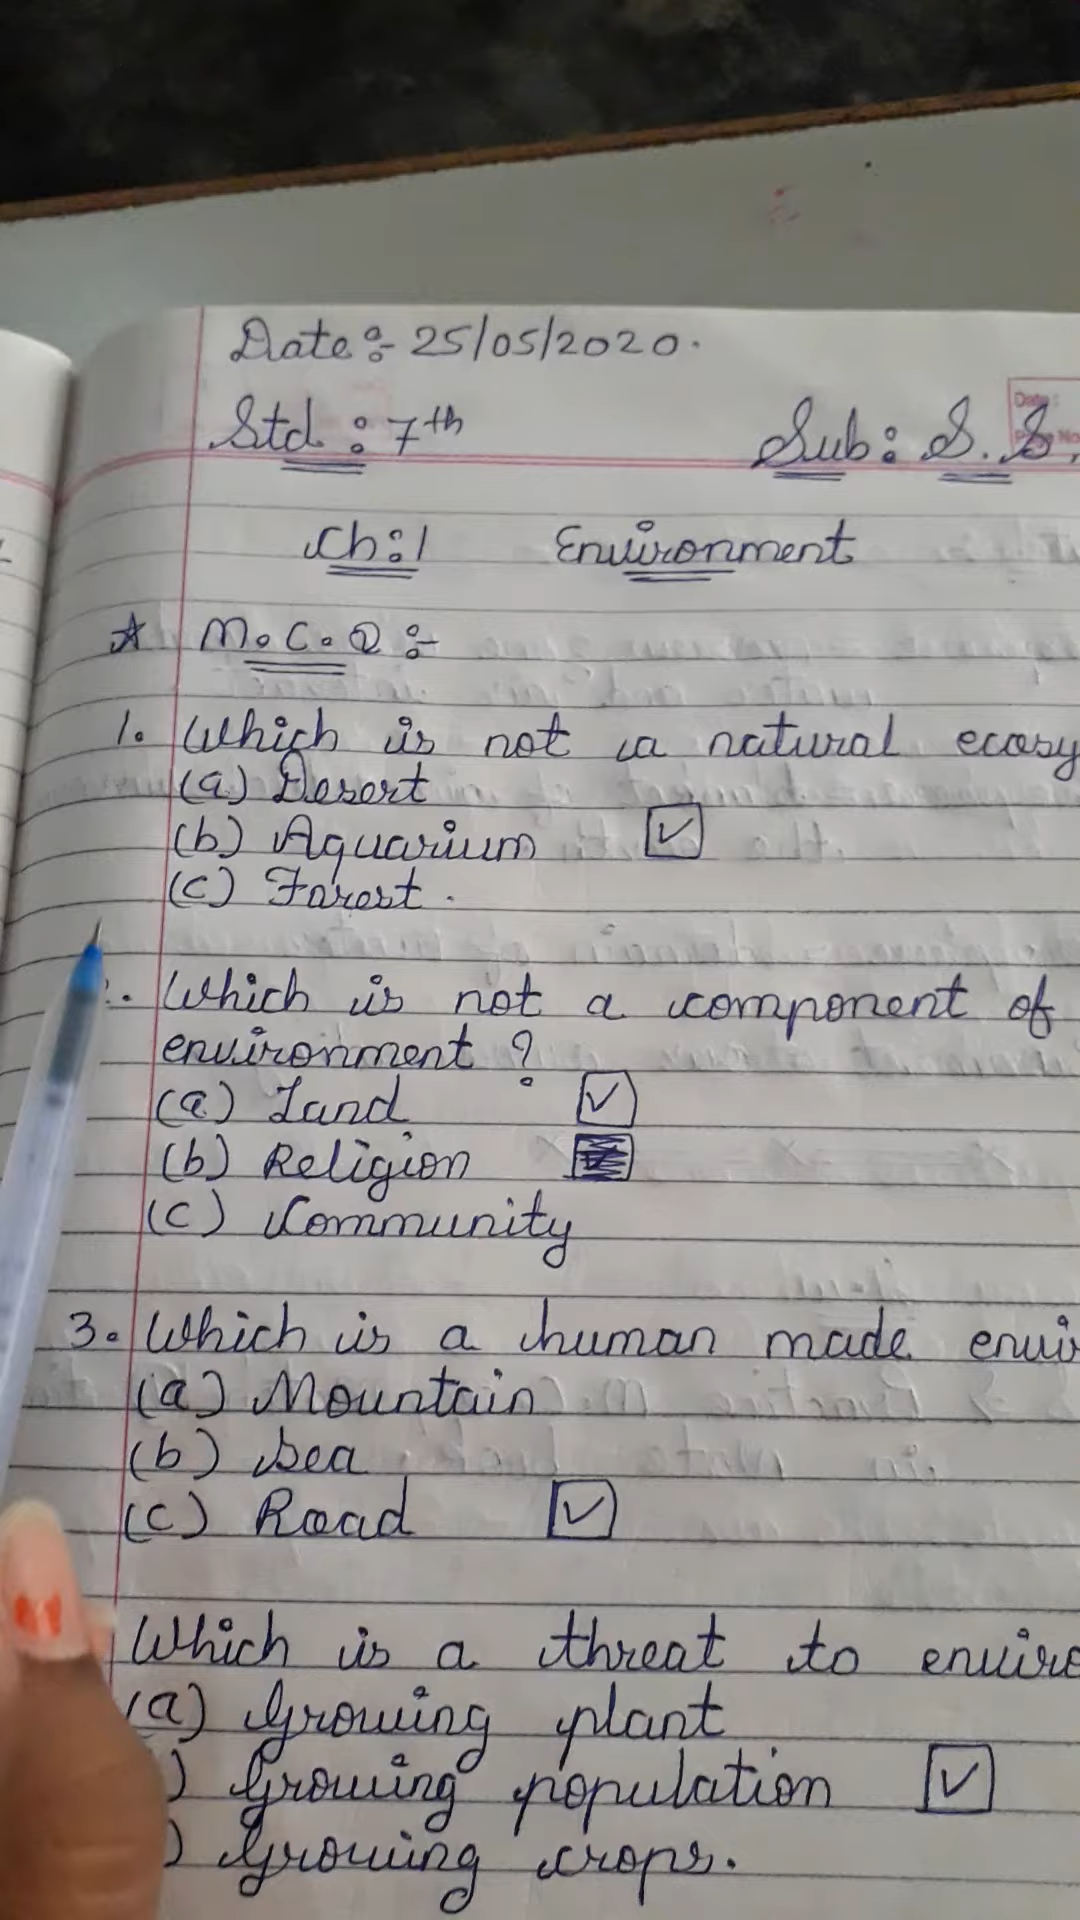 Date :- 25/05/2020.
Date :
Std : 7th Sub : S. S.
Ch : 1 Environment
☆ M.C.Q :-
1. Which is not a natural ecosy
(a) Desert
(b) Aquarium ☑
(c) Forest.
. Which is not a component of
environment ?
(a) Land ☑
(b) Religion
(c) Community
3. Which is a human made envir
(a) Mountain
(b) Sea
(c) Road ☑
Which is a threat to enviro
(a) Growing plant
) Growing population ☑
) Growing crops.